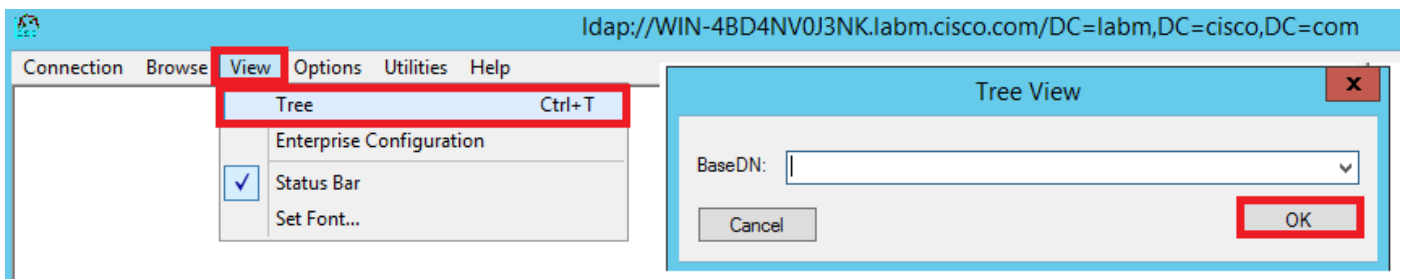 ldap://WIN-4BD4NV0J3NK.labm.cisco.com/DC=labm,DC=cisco,DC=com
Connection Browse View Options Utilities Help
Tree Ctrl+T
Enterprise Configuration
Status Bar
Set Font...
Tree View
x
BaseDN:
Cancel OK